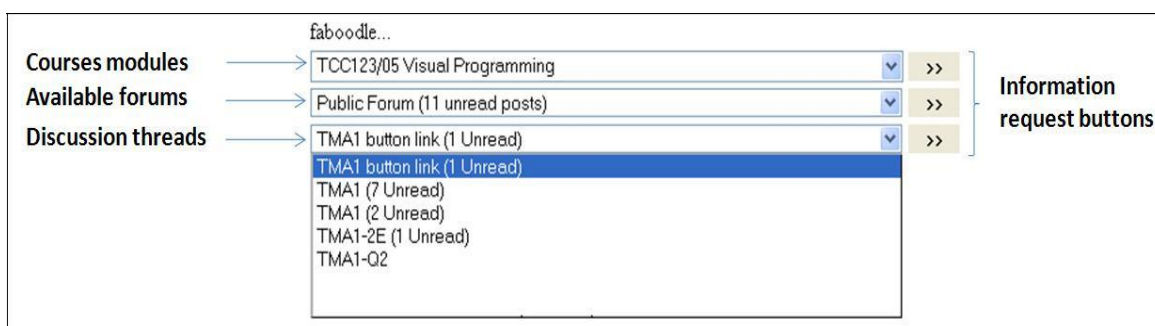 faboodle...
Courses modules
TCC123/05 Visual Programming
>>
Available forums
Public Forum (11 unread posts)
>>
Discussion threads
TMA1 button link (1 Unread)
>>
Information
request buttons
TMA1 button link (1 Unread)
TMA1 (7 Unread)
TMA1 (2 Unread)
TMA1-2E (1 Unread)
TMA1-Q2